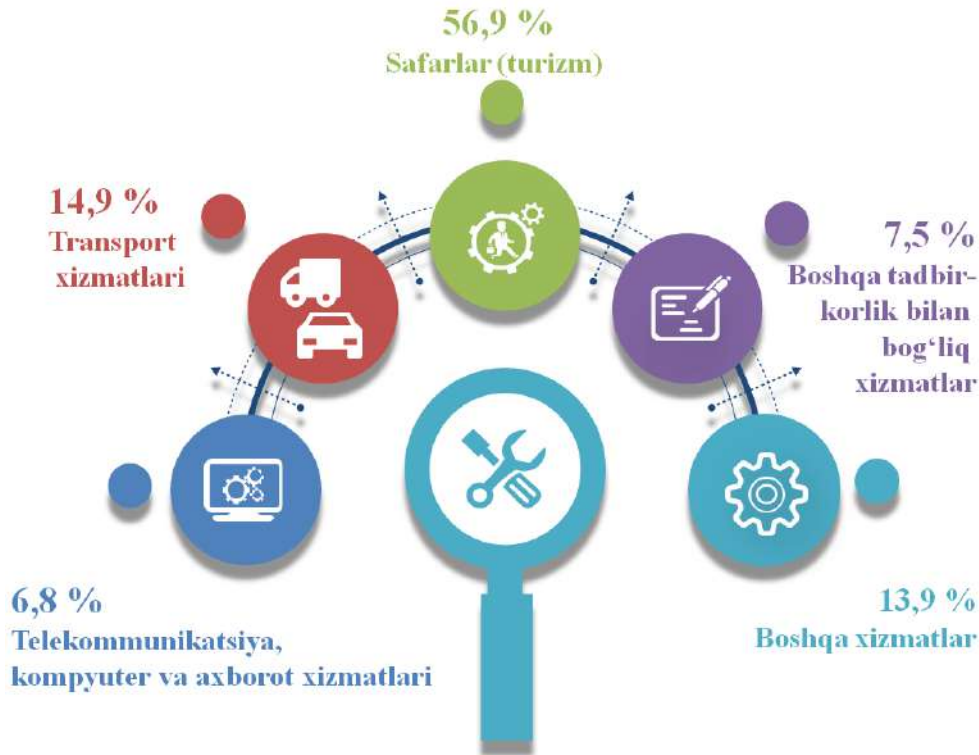 56,9 %
Safarlar (turizm)
14,9 %
Transport
xizmatlari
7,5 %
Boshqa tadbir-
korlik bilan
bog‘liq
xizmatlar
6,8 %
Telekommunikatsiya,
kompyuter va axborot xizmatlari
13,9 %
Boshqa xizmatlar